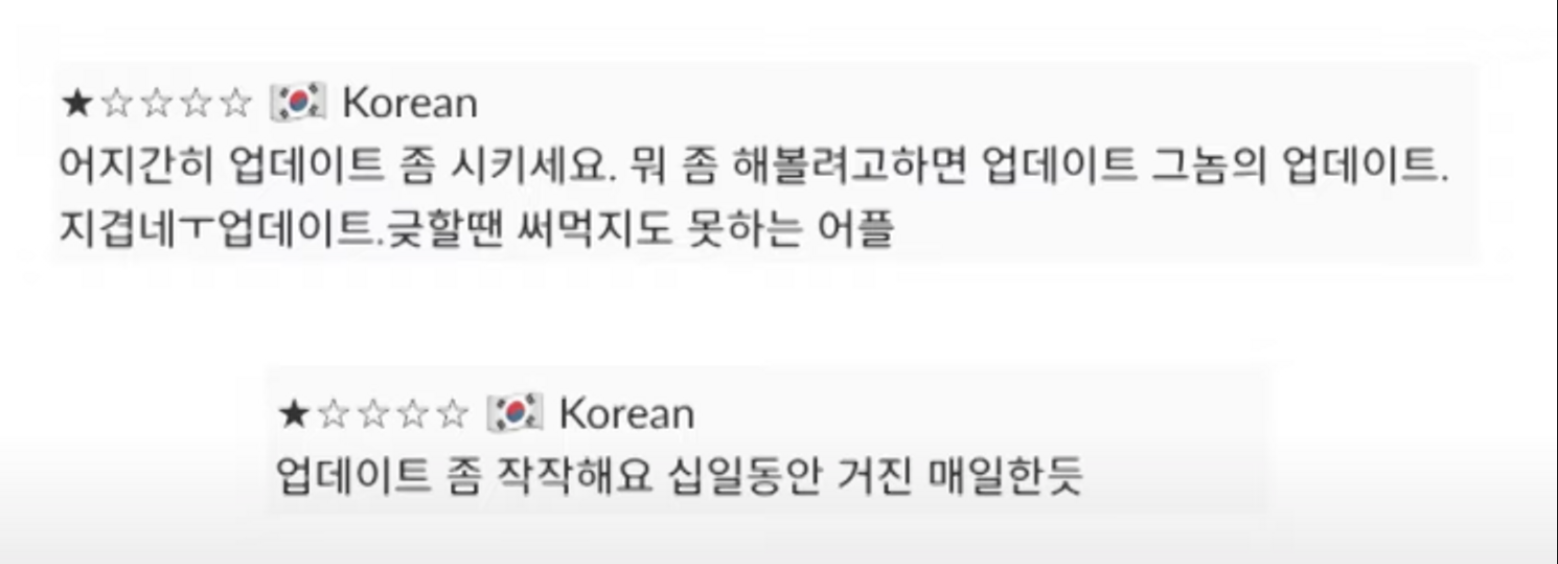 ★☆☆☆☆ 🇰🇷 Korean
어지간히 업데이트 좀 시키세요. 뭐 좀 해볼려고하면 업데이트 그놈의 업데이트.
지겹네ㅜ업데이트.긎할땐 써먹지도 못하는 어플
★☆☆☆☆ 🇰🇷 Korean
업데이트 좀 작작해요 십일동안 거진 매일한듯